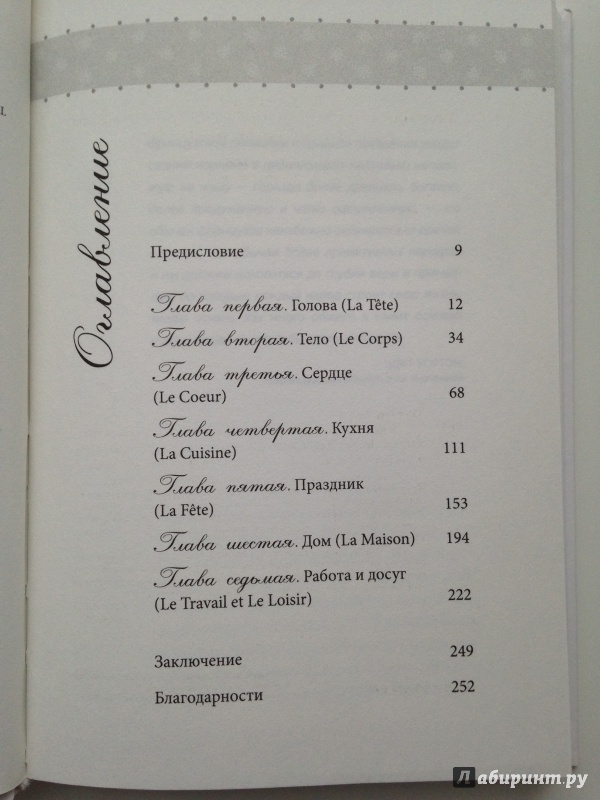 Оглавление
Предисловие 9
Глава первая. Голова (La Tête) 12
Глава вторая. Тело (Le Corps) 34
Глава третья. Сердце
(Le Coeur) 68
Глава четвертая. Кухня
(La Cuisine) 111
Глава пятая. Праздник
(La Fête) 153
Глава шестая. Дом (La Maison) 194
Глава седьмая. Работа и досуг
(Le Travail et Le Loisir) 222
Заключение 249
Благодарности 252
Лабиринт.ру